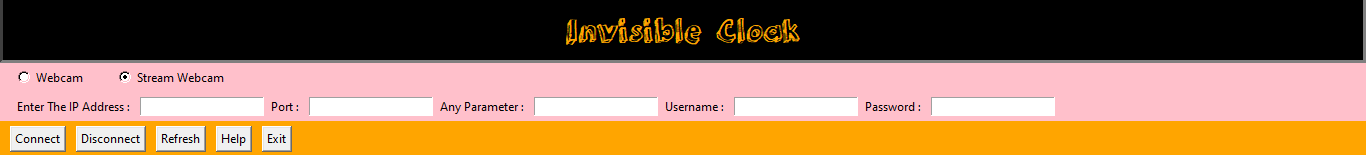 Invisible Cloak
Webcam Stream Webcam
Enter The IP Address : Port : Any Parameter : Username : Password :
Connect Disconnect Refresh Help Exit